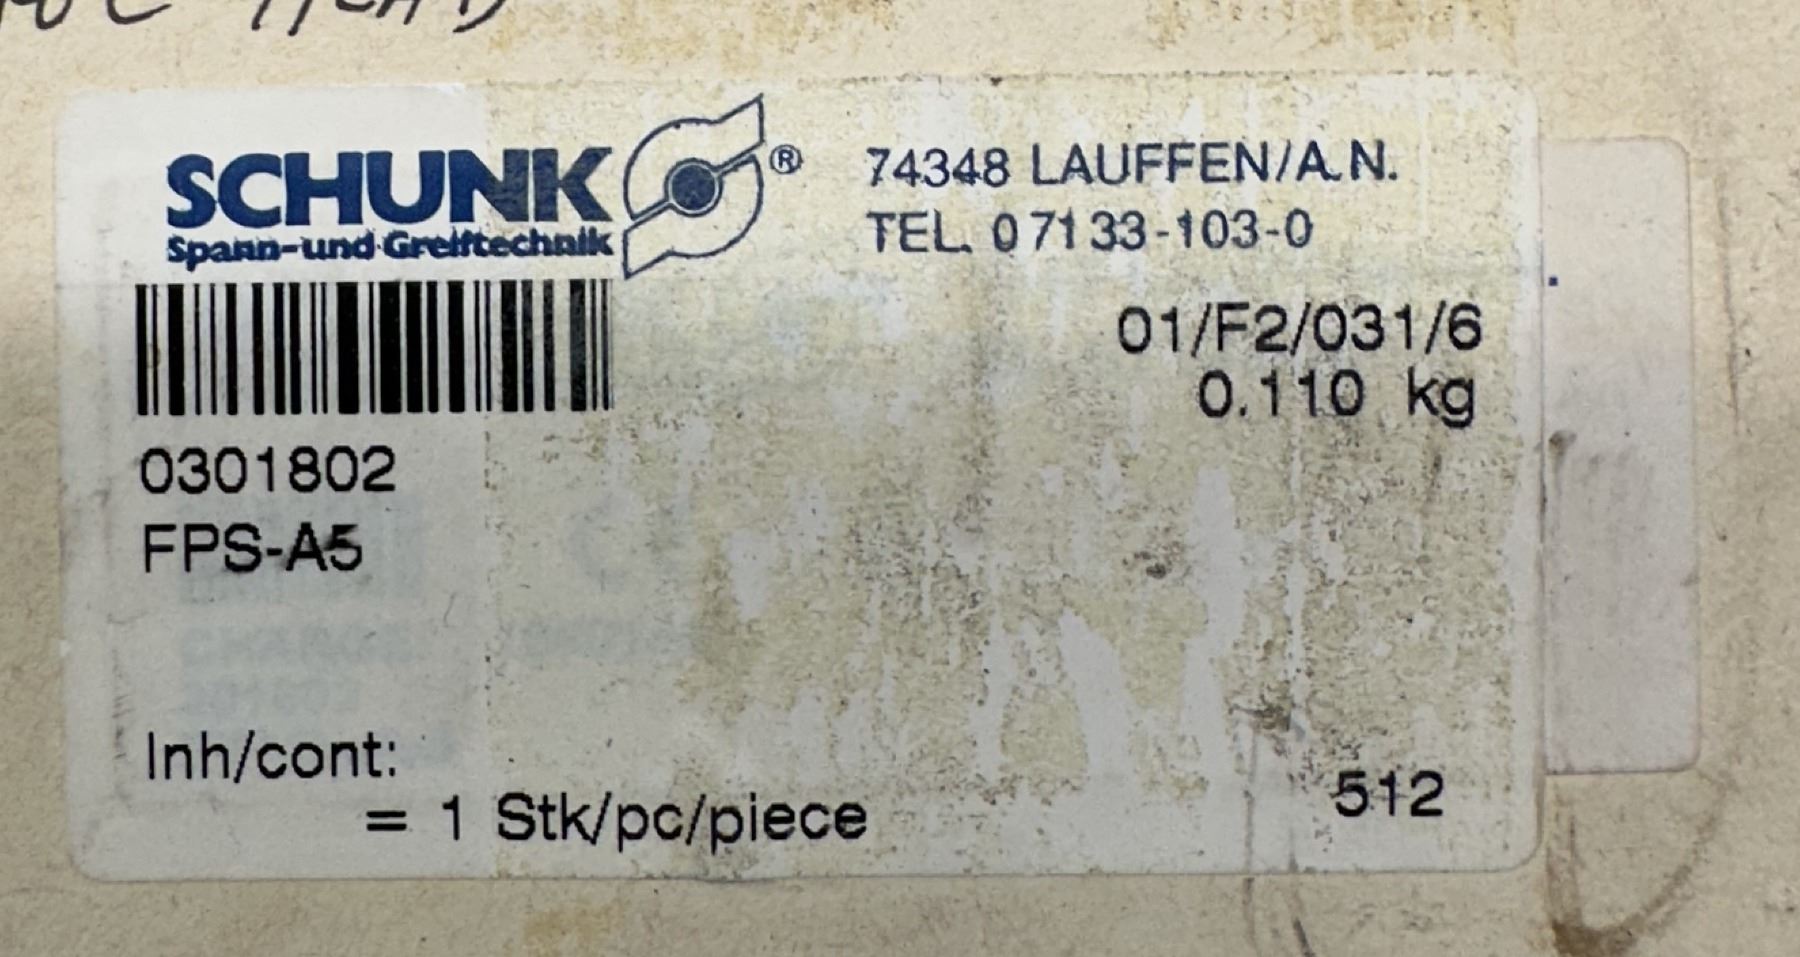 SCHUNK ®
Spann-und Greiftechnik
74348 LAUFFEN/A.N.
TEL. 07133-103-0
01/F2/031/6
0.110 kg
0301802
FPS-A5
Inh/cont:
= 1 Stk/pc/piece
512